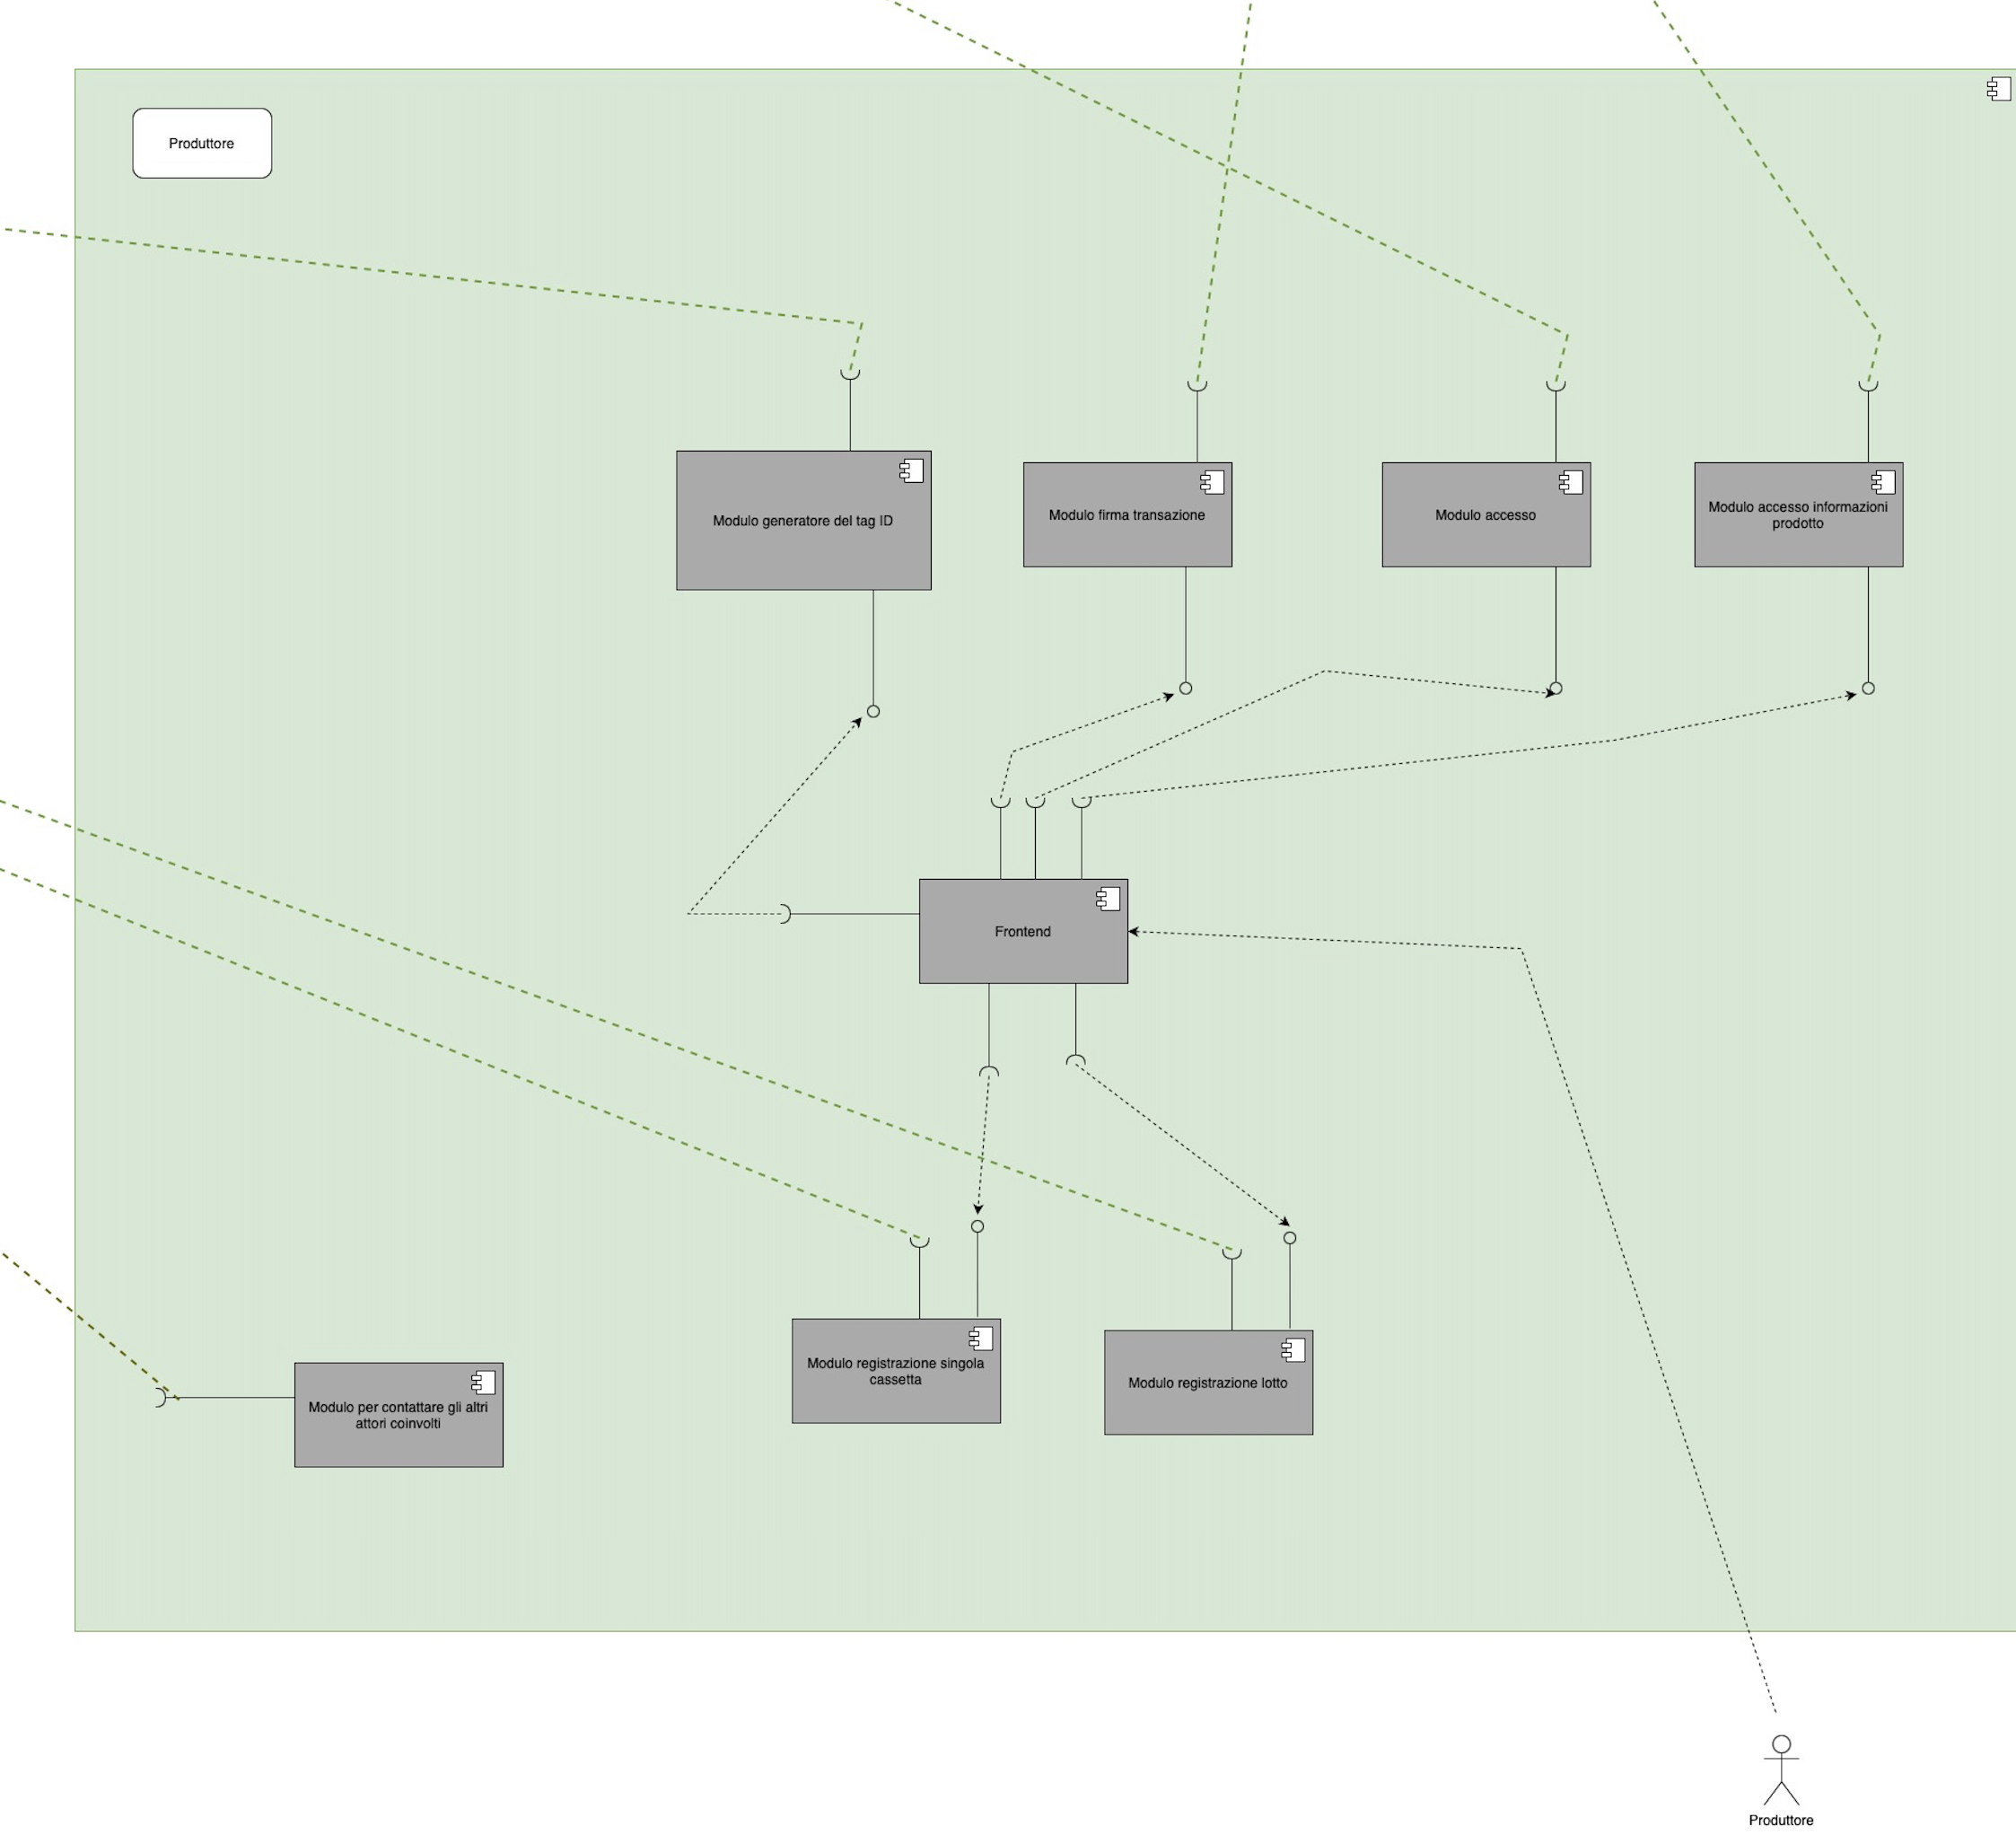 Produttore
Modulo generatore del tag ID
Modulo firma transazione
Modulo accesso
Modulo accesso informazioni
prodotto
Frontend
Modulo registrazione singola
cassetta
Modulo registrazione lotto
Modulo per contattare gli altri
attori coinvolti
Produttore